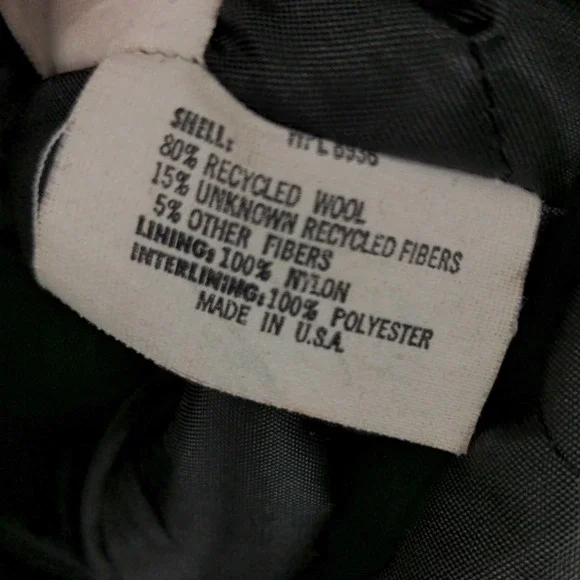 SHELL:
80% RECYCLED WOOL
15% UNKNOWN RECYCLED FIBERS
5% OTHER FIBERS
LINING: 100% NYLON
INTERLINING: 100% POLYESTER
MADE IN U.S.A.